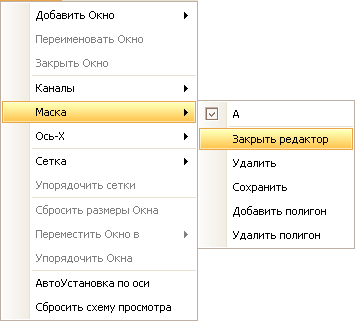 Добавить Окно
Переименовать Окно
Закрыть Окно
Каналы
Маска
Ось-X
Сетка
Упорядочить сетки
Сбросить размеры Окна
Переместить Окно в
Упорядочить Окна
АвтоУстановка по оси
Сбросить схему просмотра
A
Закрыть редактор
Удалить
Сохранить
Добавить полигон
Удалить полигон